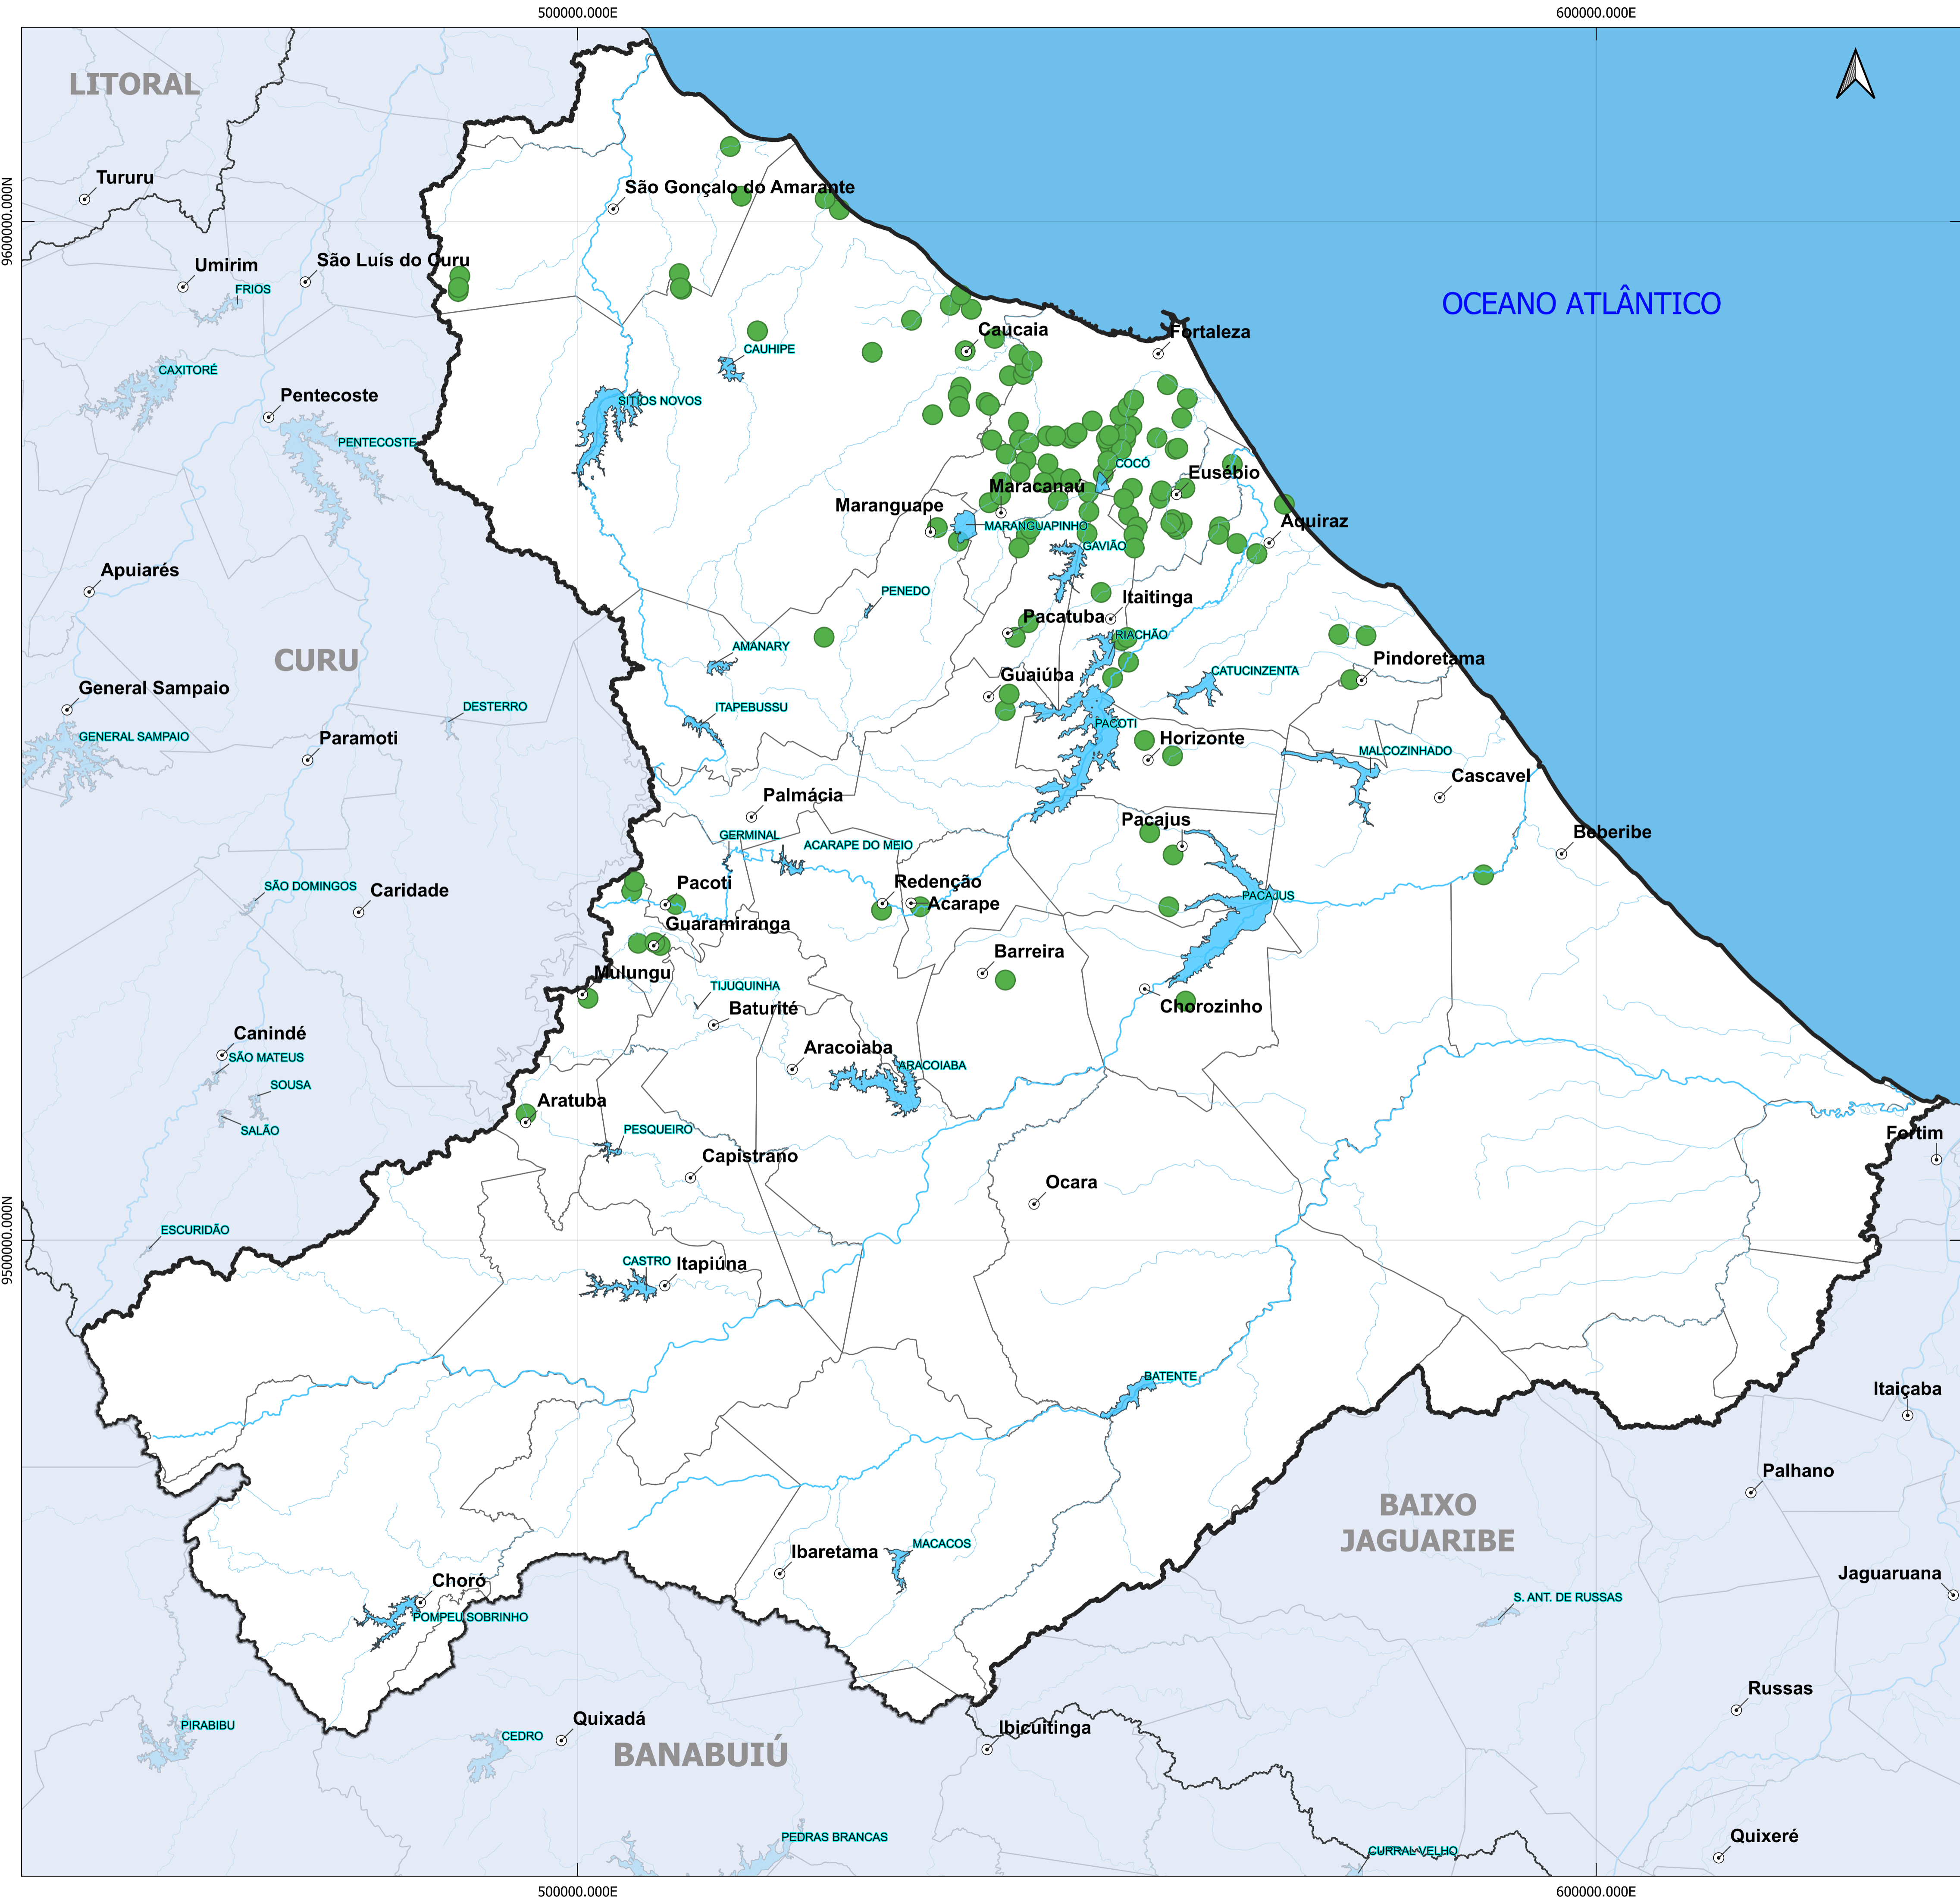 500000.000E
600000.000E
LITORAL
Tururu
São Gonçalo do Amarante
9600000.000N
Umirim
São Luís do Curu
FRIOS
OCEANO ATLÂNTICO
Caucaia
Fortaleza
CAUHIPE
CAXITORÉ
Pentecoste
SÍTIOS NOVOS
PENTECOSTE
COCÓ
Eusébio
Maracanaú
Maranguape
MARANGUAPINHO
Aquiraz
GAVIÃO
Apuiarés
PENEDO
Itaitinga
Pacatuba
RIACHÃO
AMANARY
CURU
Pindoretama
Guaiúba
CATUCINZENTA
General Sampaio
DESTERRO
ITAPEBUSSU
PACOTI
GENERAL SAMPAIO
Paramoti
Horizonte
MALCOZINHADO
Cascavel
Palmácia
Pacajus
Beberibe
GERMINAL
ACARAPE DO MEIO
SÃO DOMINGOS
Caridade
Pacoti
Redenção
PACAJUS
Acarape
Guaramiranga
Barreira
Mulungu
TIJUQUINHA
Baturité
Chorozinho
Canindé
SÃO MATEUS
Aracoiaba
ARACOIABA
SOUSA
Aratuba
SALÃO
PESQUEIRO
Fortim
Capistrano
Ocara
ESCURIDÃO
9500000.000N
CASTRO
Itapiúna
BATENTE
Itaiçaba
Palhano
BAIXO
JAGUARIBE
Ibaretama
MACACOS
Choró
Jaguaruana
S. ANT. DE RUSSAS
POMPEU SOBRINHO
Russas
PIRABIBU
Quixadá
CEDRO
Ibicuitinga
BANABUIÚ
PEDRAS BRANCAS
Quixeré
CURRAL VELHO
500000.000E
600000.000E